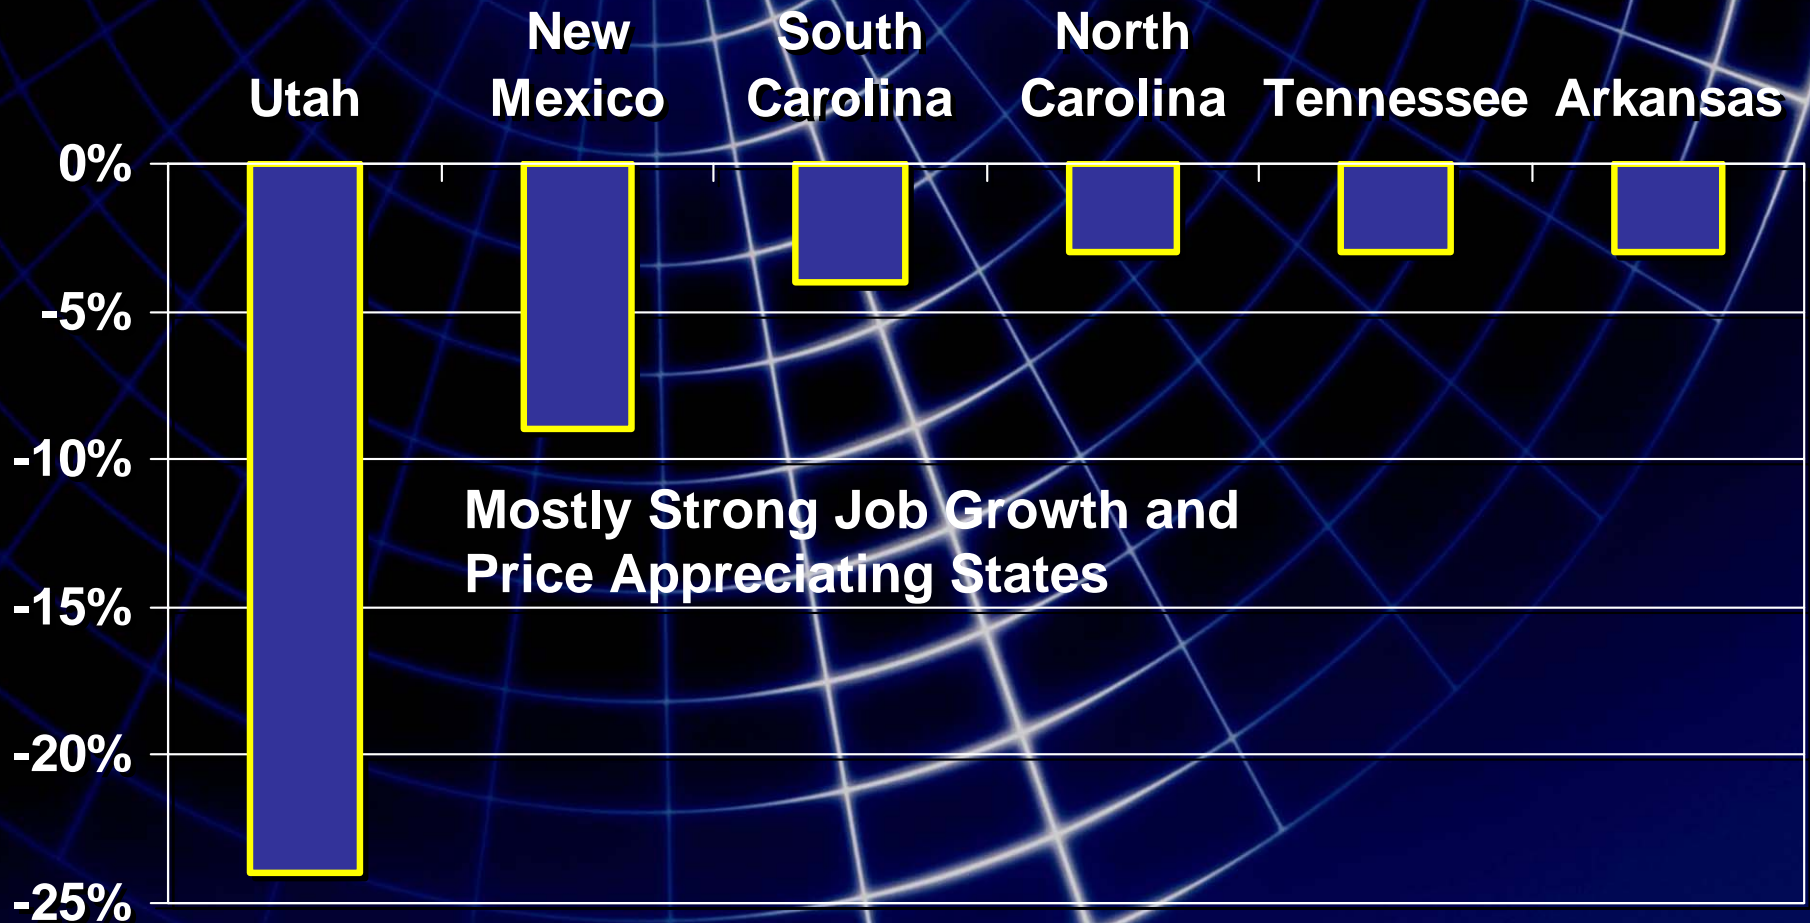 Utah
New
Mexico
South
Carolina
North
Carolina
Tennessee
Arkansas
0%
-5%
-10%
-15%
-20%
-25%
Mostly Strong Job Growth and
Price Appreciating States